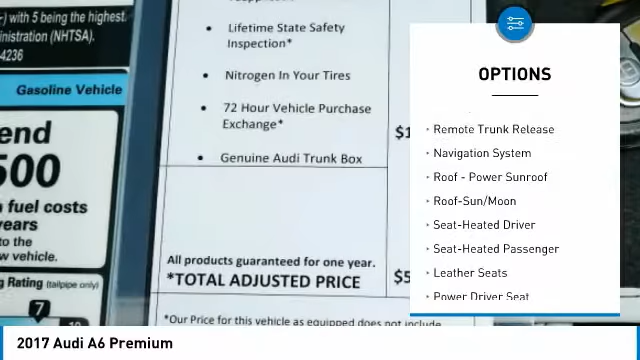 -) with 5 being the highest.
inistration (NHTSA).
4236
Gasoline Vehicle
end
500
n fuel costs
years
to the
w vehicle.
g Rating (tailpipe only)
7
10
• Lifetime State Safety
Inspection*
• Nitrogen In Your Tires
• 72 Hour Vehicle Purchase
Exchange*
• Genuine Audi Trunk Box
$1
All products guaranteed for one year.
*TOTAL ADJUSTED PRICE
$5
*Our Price for this vehicle as equipped does not include
OPTIONS
• Remote Trunk Release
• Navigation System
• Roof - Power Sunroof
• Roof-Sun/Moon
• Seat-Heated Driver
• Seat-Heated Passenger
• Leather Seats
• Power Driver Seat
2017 Audi A6 Premium